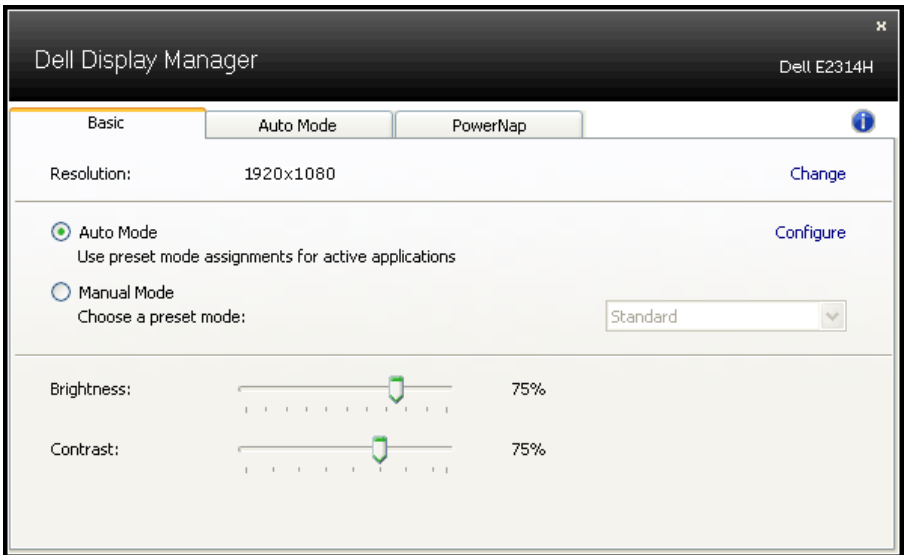 Dell Display Manager
Dell E2314H
Basic Auto Mode PowerNap
Resolution: 1920x1080 Change
Auto Mode Configure
Use preset mode assignments for active applications
Manual Mode
Choose a preset mode: Standard
Brightness: 75%
Contrast: 75%